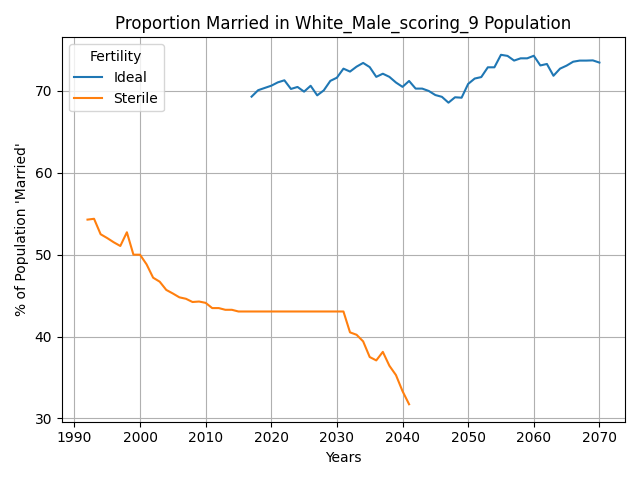 Proportion Married in White_Male_scoring_9 Population
Fertility
Ideal
Sterile
% of Population 'Married'
70
60
50
40
30
1990 2000 2010 2020 2030 2040 2050 2060 2070
Years